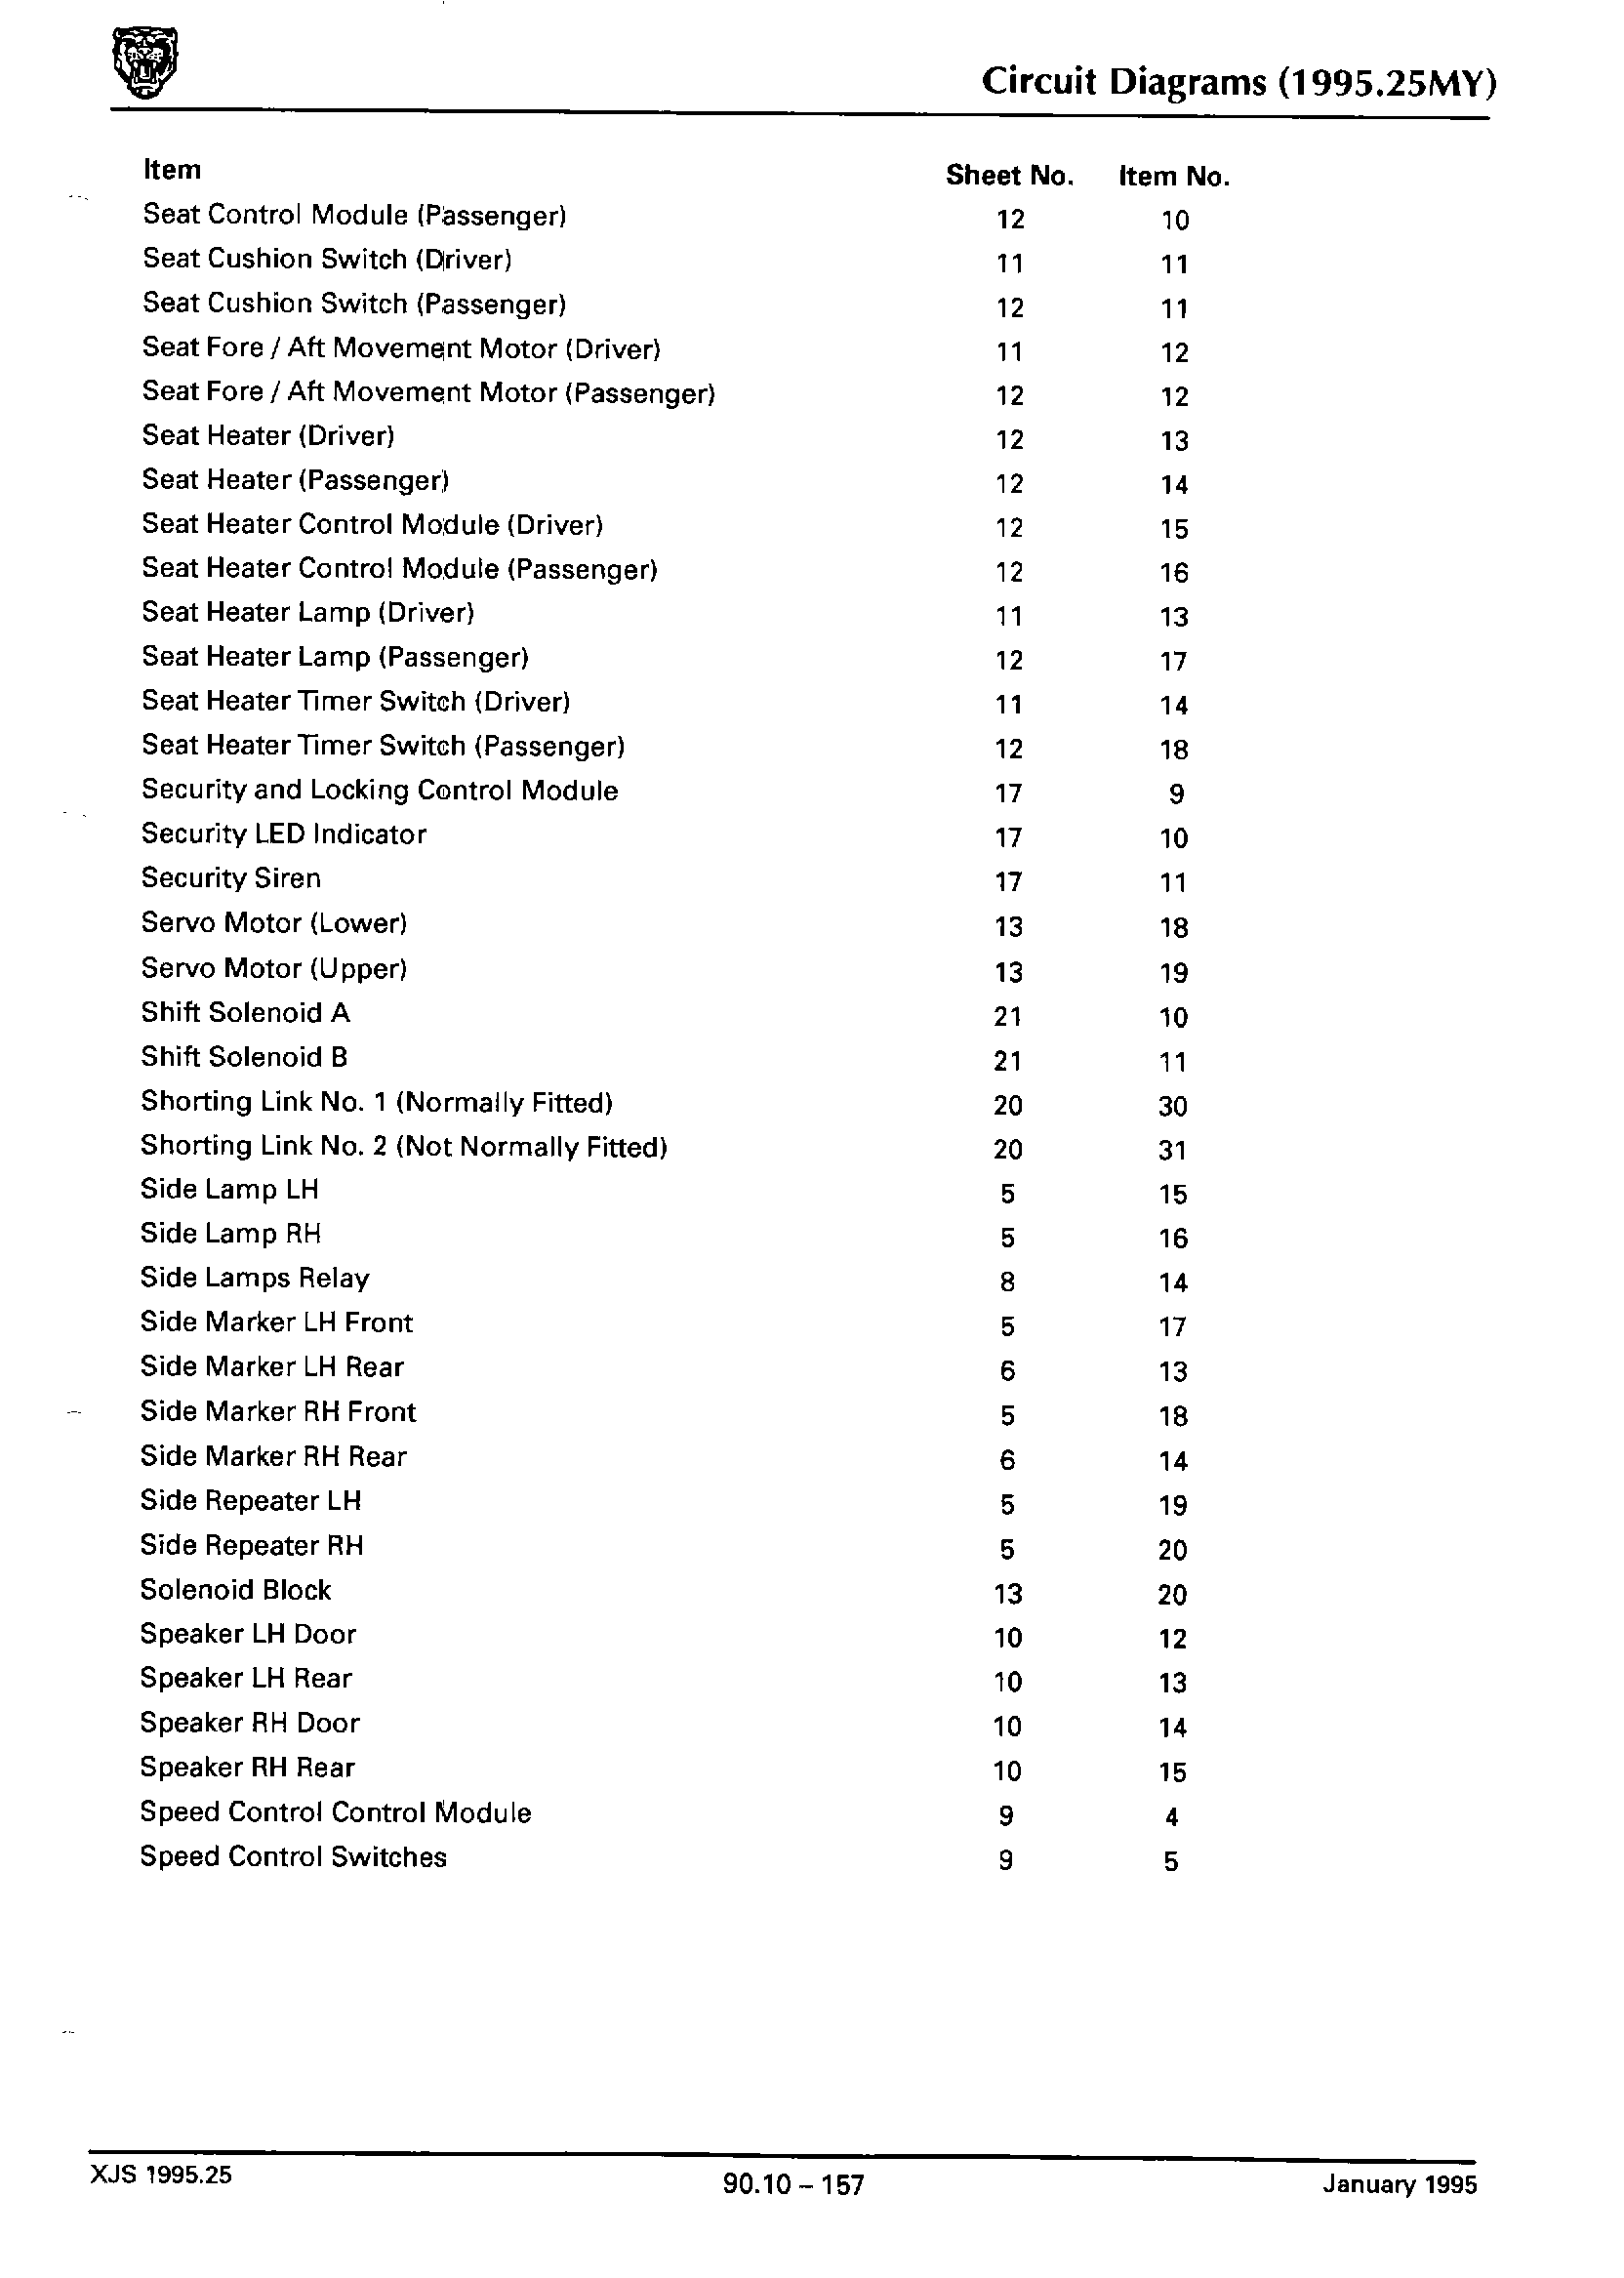 Circuit Diagrams (1995.25MY)
Item Sheet No. Item No.
Seat Control Module (Passenger) 12 10
Seat Cushion Switch (Driver) 11 11
Seat Cushion Switch (Passenger) 12 11
Seat Fore / Aft Movement Motor (Driver) 11 12
Seat Fore / Aft Movement Motor (Passenger) 12 12
Seat Heater (Driver) 12 13
Seat Heater (Passenger) 12 14
Seat Heater Control Module (Driver) 12 15
Seat Heater Control Module (Passenger) 12 16
Seat Heater Lamp (Driver) 11 13
Seat Heater Lamp (Passenger) 12 17
Seat Heater Timer Switch (Driver) 11 14
Seat Heater Timer Switch (Passenger) 12 18
Security and Locking Control Module 17 9
Security LED Indicator 17 10
Security Siren 17 11
Servo Motor (Lower) 13 18
Servo Motor (Upper) 13 19
Shift Solenoid A 21 10
Shift Solenoid B 21 11
Shorting Link No. 1 (Normally Fitted) 20 30
Shorting Link No. 2 (Not Normally Fitted) 20 31
Side Lamp LH 5 15
Side Lamp RH 5 16
Side Lamps Relay 8 14
Side Marker LH Front 5 17
Side Marker LH Rear 6 13
Side Marker RH Front 5 18
Side Marker RH Rear 6 14
Side Repeater LH 5 19
Side Repeater RH 5 20
Solenoid Block 13 20
Speaker LH Door 10 12
Speaker LH Rear 10 13
Speaker RH Door 10 14
Speaker RH Rear 10 15
Speed Control Control Module 9 4
Speed Control Switches 9 5
XJS 1995.25 90.10 – 157 January 1995